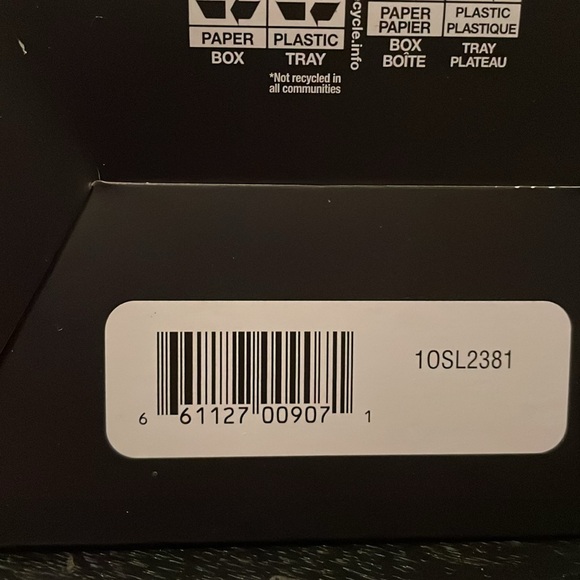 PAPER
BOX
PLASTIC
TRAY
*Not recycled in
all communities
cycle.info
PAPER
PAPIER
BOX
BOÎTE
PLASTIC
PLASTIQUE
TRAY
PLATEAU
10SL2381
6 61127 00907 1